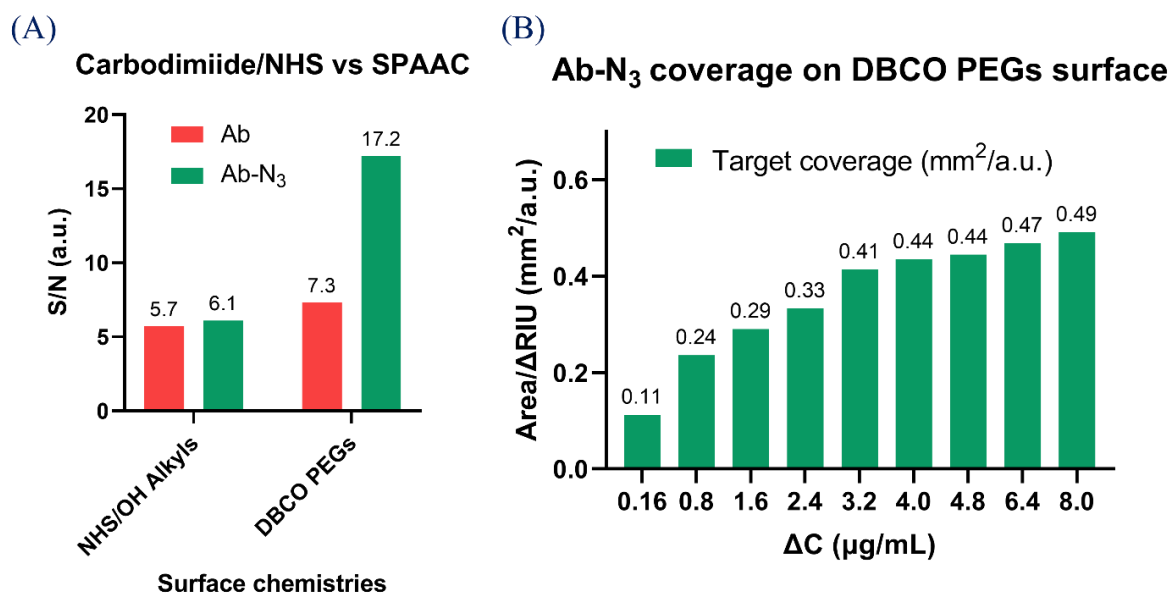 (A)
Carbodimiide/NHS vs SPAAC
20
15
10
5
0
S/N (a.u.)
Ab
Ab-N3
5.7
6.1
7.3
17.2
NHS/OH Alkyls
DBCO PEGs
Surface chemistries
(B)
Ab-N3 coverage on DBCO PEGs surface
Target coverage (mm²/a.u.)
Area/ΔRIU (mm²/a.u.)
0.6
0.4
0.2
0.0
0.11
0.24
0.29
0.33
0.41
0.44
0.44
0.47
0.49
0.16 0.8 1.6 2.4 3.2 4.0 4.8 6.4 8.0
ΔC (µg/mL)